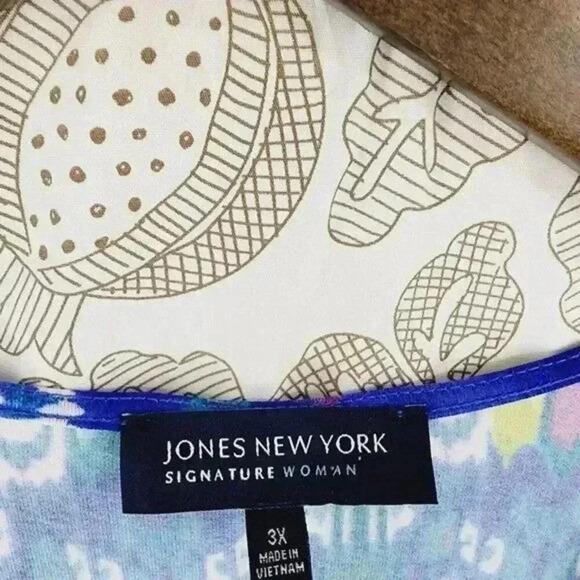 JONES NEW YORK
SIGNATURE WOMAN
3X
MADE IN
VIETNAM